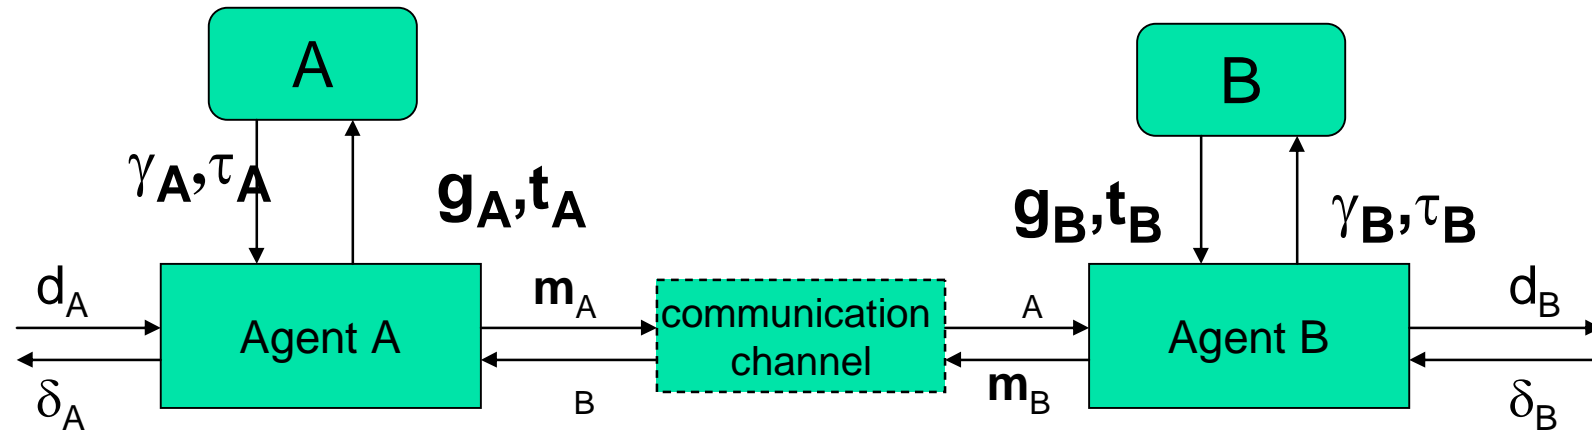 A
B
γA,τA
gA,tA
gB,tB
γB,τB
dA
mA
A
dB
Agent A
communication
channel
Agent B
δA
B
mB
δB